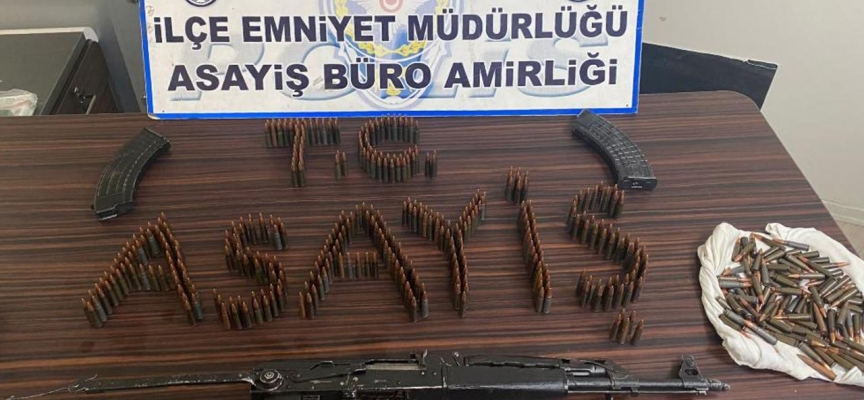 İLÇE EMNİYET MÜDÜRLÜĞÜ
ASAYİŞ BÜRO AMİRLİĞİ
T.C.
ASAYİŞ